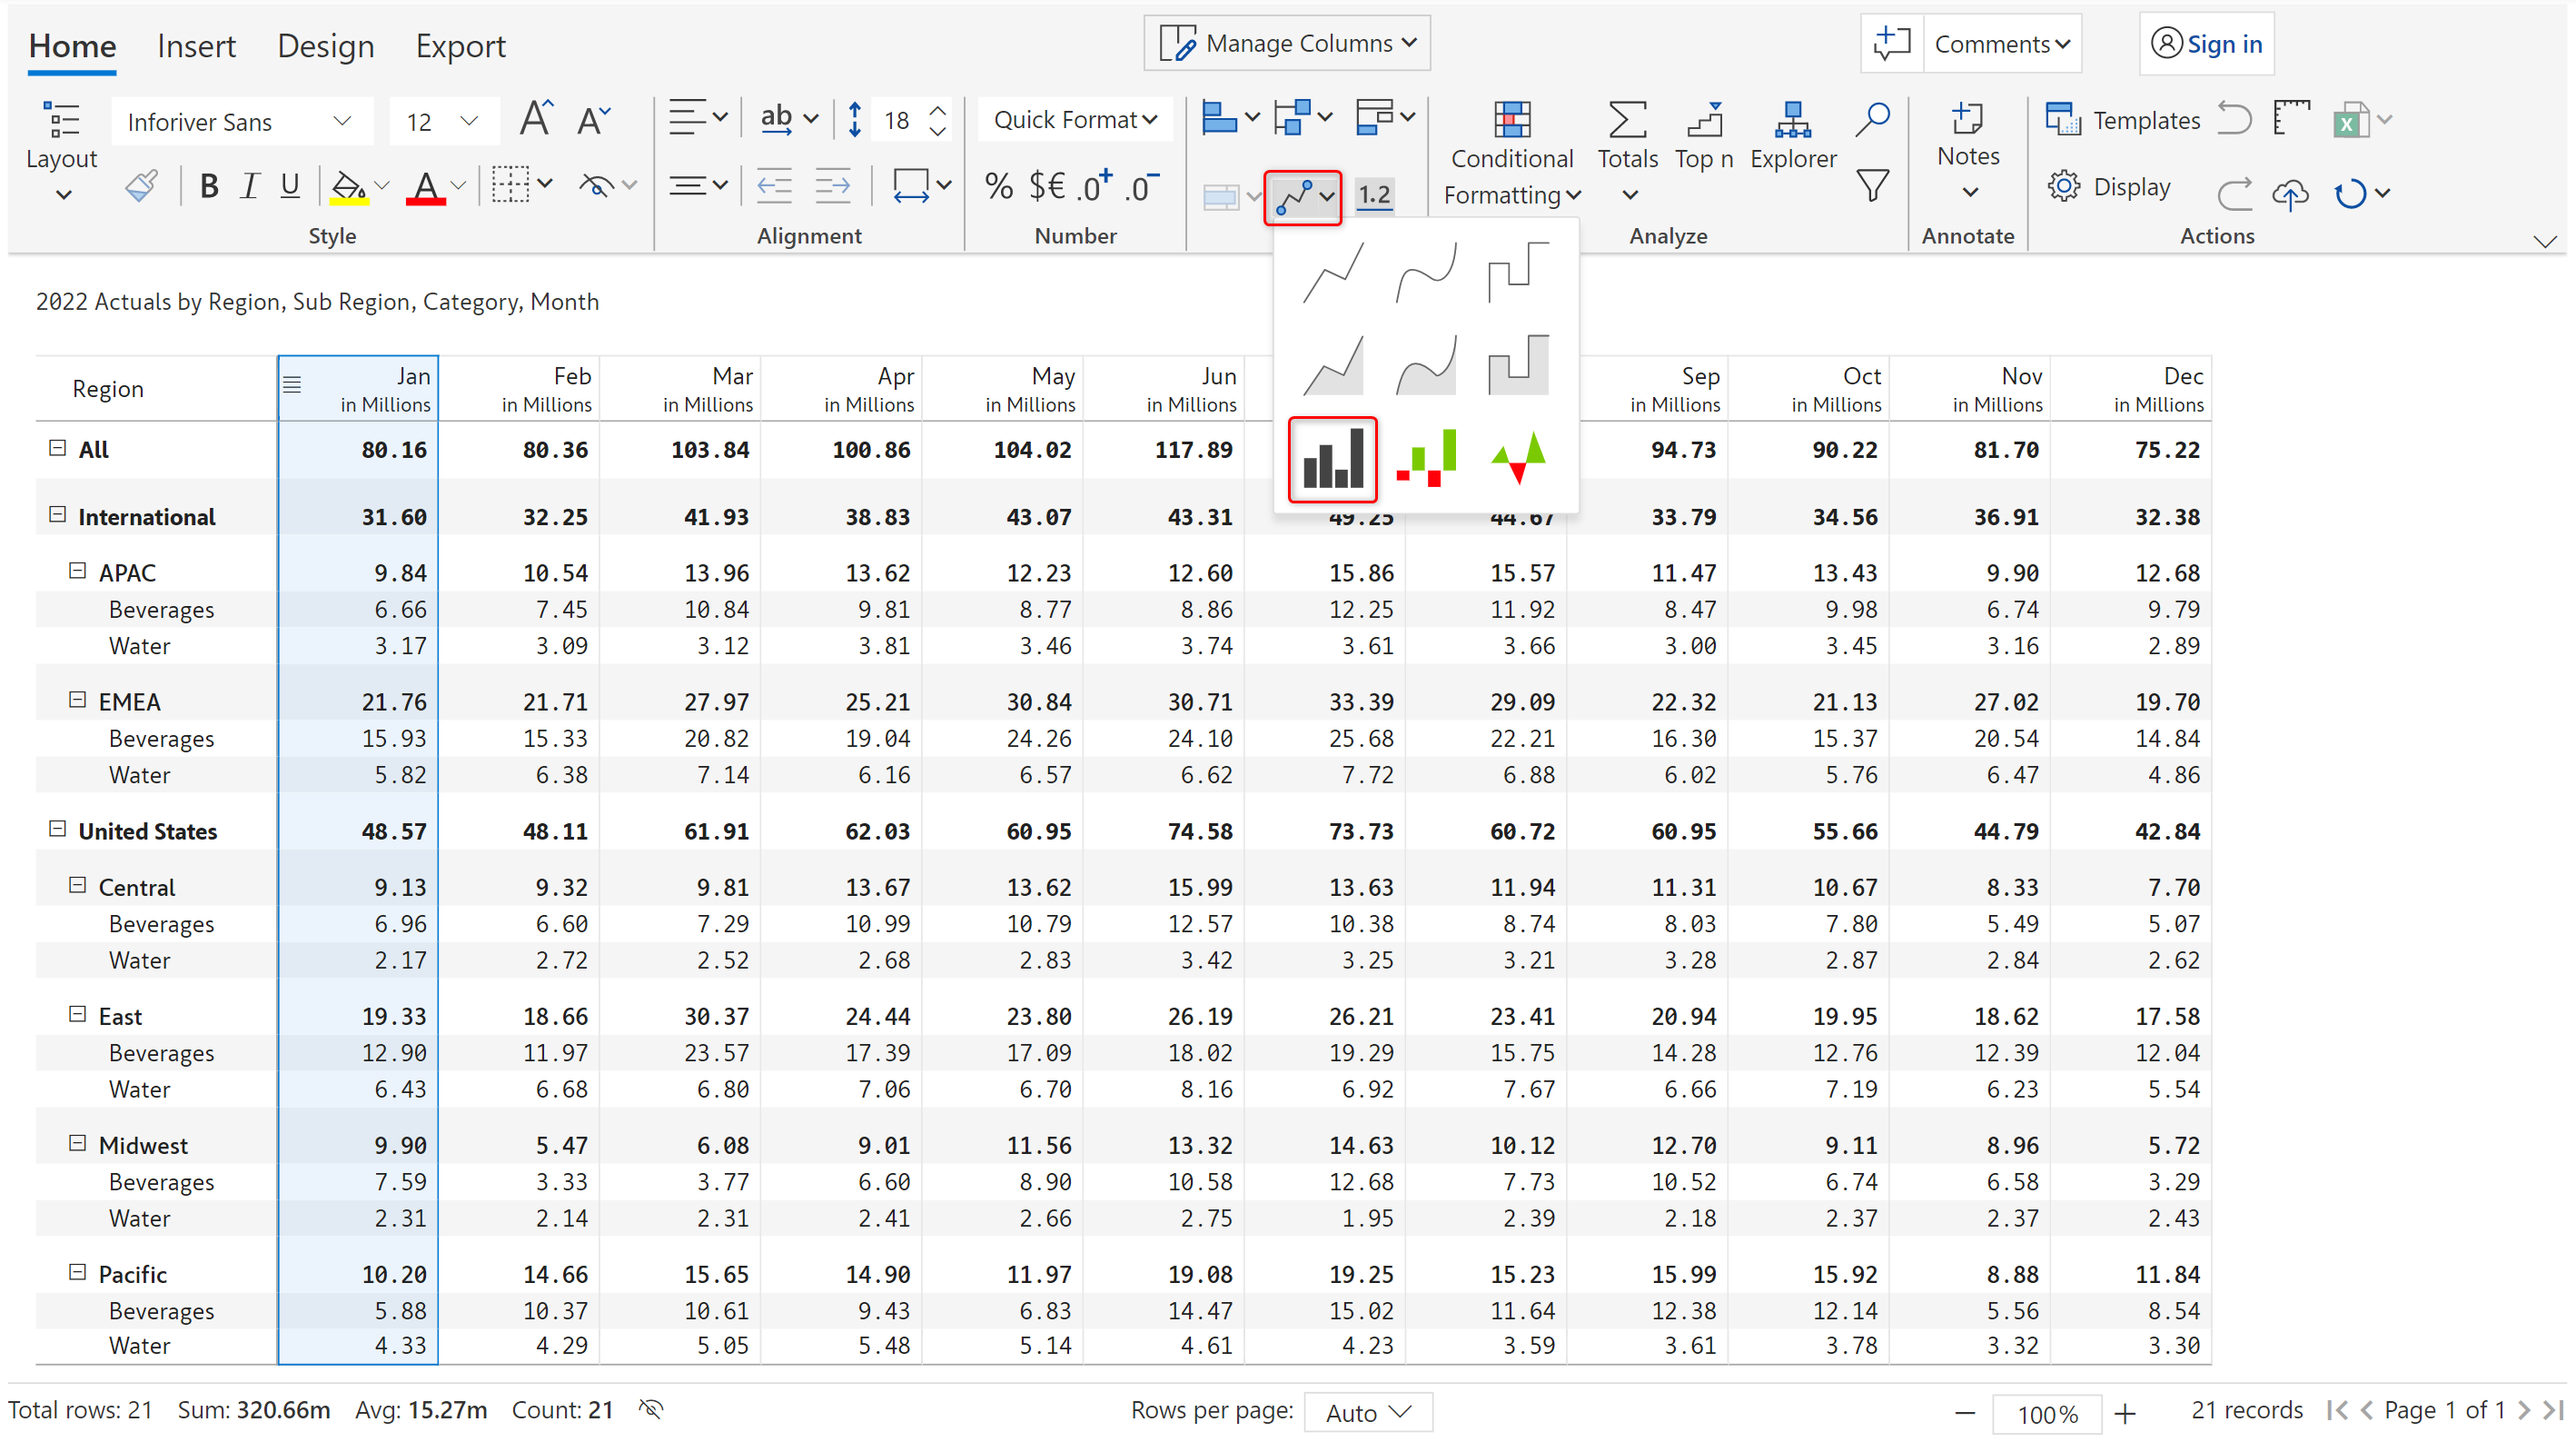 Home Insert Design Export Manage Columns Comments Sign in
Inforiver Sans 12 A A ab 18 Quick Format Templates
Layout Conditional Totals Top n Explorer Notes
B I U A % $€ .0+ .0- 1.2 Formatting Display
Style Alignment Number Analyze Annotate Actions
2022 Actuals by Region, Sub Region, Category, Month
Region Jan Feb Mar Apr May Jun Sep Oct Nov Dec
in Millions in Millions in Millions in Millions in Millions in Millions in Millions in Millions in Millions in Millions
All 80.16 80.36 103.84 100.86 104.02 117.89 94.73 90.22 81.70 75.22
International 31.60 32.25 41.93 38.83 43.07 43.31 49.25 44.67 33.79 34.56 36.91 32.38
APAC 9.84 10.54 13.96 13.62 12.23 12.60 15.86 15.57 11.47 13.43 9.90 12.68
Beverages 6.66 7.45 10.84 9.81 8.77 8.86 12.25 11.92 8.47 9.98 6.74 9.79
Water 3.17 3.09 3.12 3.81 3.46 3.74 3.61 3.66 3.00 3.45 3.16 2.89
EMEA 21.76 21.71 27.97 25.21 30.84 30.71 33.39 29.09 22.32 21.13 27.02 19.70
Beverages 15.93 15.33 20.82 19.04 24.26 24.10 25.68 22.21 16.30 15.37 20.54 14.84
Water 5.82 6.38 7.14 6.16 6.57 6.62 7.72 6.88 6.02 5.76 6.47 4.86
United States 48.57 48.11 61.91 62.03 60.95 74.58 73.73 60.72 60.95 55.66 44.79 42.84
Central 9.13 9.32 9.81 13.67 13.62 15.99 13.63 11.94 11.31 10.67 8.33 7.70
Beverages 6.96 6.60 7.29 10.99 10.79 12.57 10.38 8.74 8.03 7.80 5.49 5.07
Water 2.17 2.72 2.52 2.68 2.83 3.42 3.25 3.21 3.28 2.87 2.84 2.62
East 19.33 18.66 30.37 24.44 23.80 26.19 26.21 23.41 20.94 19.95 18.62 17.58
Beverages 12.90 11.97 23.57 17.39 17.09 18.02 19.29 15.75 14.28 12.76 12.39 12.04
Water 6.43 6.68 6.80 7.06 6.70 8.16 6.92 7.67 6.66 7.19 6.23 5.54
Midwest 9.90 5.47 6.08 9.01 11.56 13.32 14.63 10.12 12.70 9.11 8.96 5.72
Beverages 7.59 3.33 3.77 6.60 8.90 10.58 12.68 7.73 10.52 6.74 6.58 3.29
Water 2.31 2.14 2.31 2.41 2.66 2.75 1.95 2.39 2.18 2.37 2.37 2.43
Pacific 10.20 14.66 15.65 14.90 11.97 19.08 19.25 15.23 15.99 15.92 8.88 11.84
Beverages 5.88 10.37 10.61 9.43 6.83 14.47 15.02 11.64 12.38 12.14 5.56 8.54
Water 4.33 4.29 5.05 5.48 5.14 4.61 4.23 3.59 3.61 3.78 3.32 3.30
Total rows: 21 Sum: 320.66m Avg: 15.27m Count: 21 Rows per page: Auto 100% 21 records Page 1 of 1